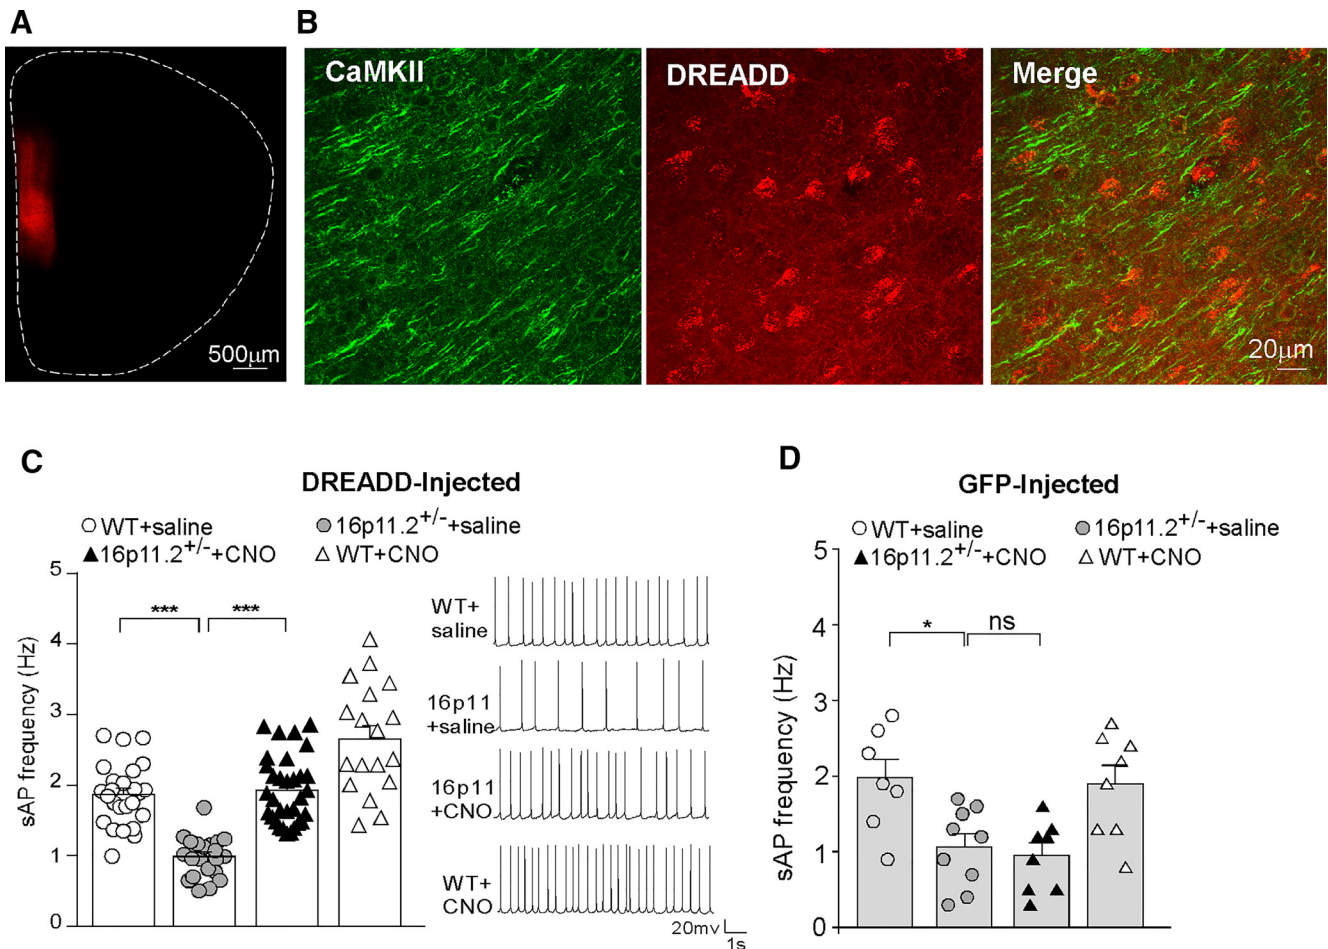 A
B
500μm
CaMKII
DREADD
Merge
20μm
C
DREADD-Injected
WT+saline
16p11.2+/-+saline
16p11.2+/-+CNO
WT+CNO
sAP frequency (Hz)
5
4
3
2
1
0
***
***
WT+
saline
16p11
+saline
16p11
+CNO
WT+
CNO
20mv
1s
D
GFP-Injected
WT+saline
16p11.2+/-+saline
16p11.2+/-+CNO
WT+CNO
sAP frequency (Hz)
5
4
3
2
1
0
*
ns